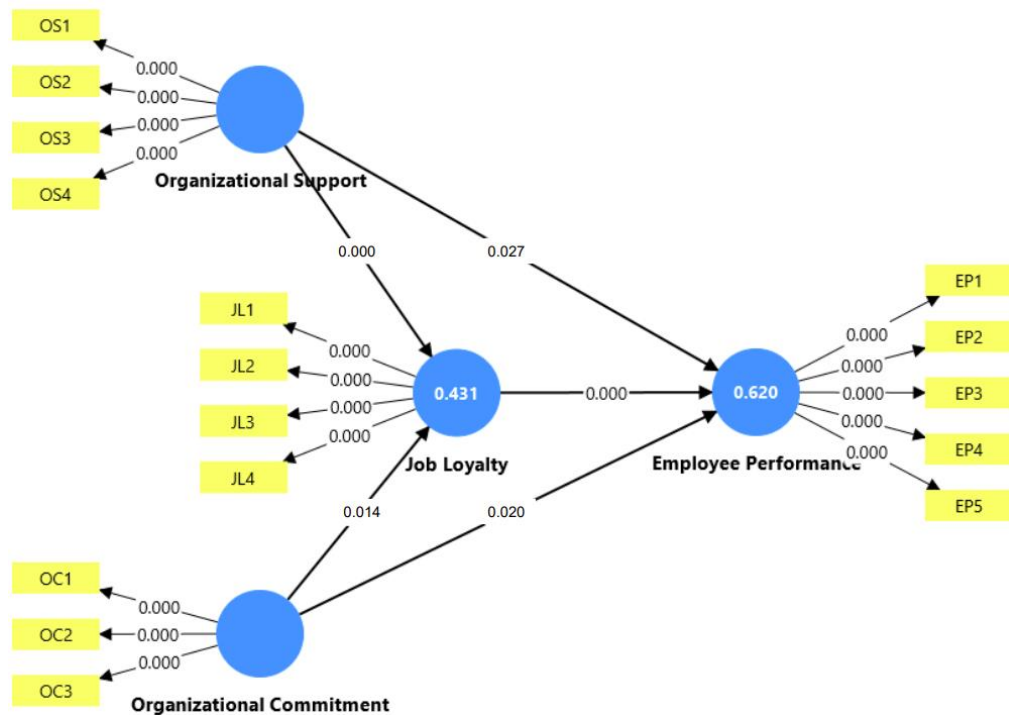 OS1
0.000
OS2
0.000
OS3
0.000
OS4
0.000
Organizational Support
0.000
0.027
JL1
0.000
JL2
0.000
JL3
0.000
JL4
0.000
0.431
Job Loyalty
0.000
0.620
Employee Performance
EP1
0.000
EP2
0.000
EP3
0.000
EP4
0.000
EP5
0.000
0.014
0.020
OC1
0.000
OC2
0.000
OC3
0.000
Organizational Commitment